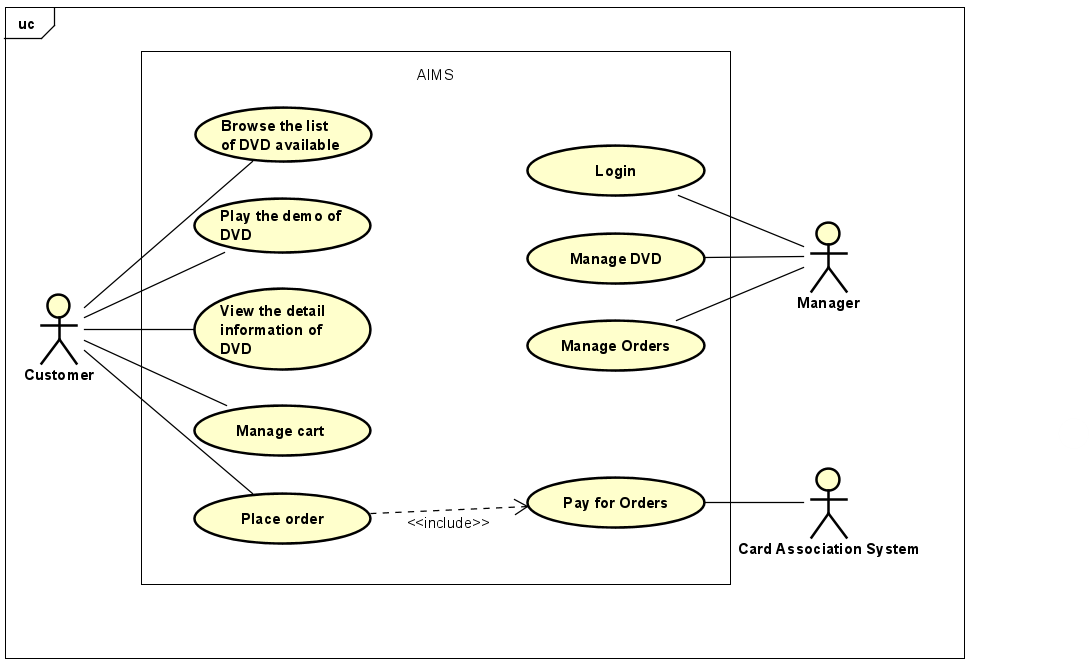 uc
AIMS
Browse the list
of DVD available
Play the demo of
DVD
View the detail
information of
DVD
Manage cart
Place order
<<include>>
Login
Manage DVD
Manage Orders
Pay for Orders
Customer
Manager
Card Association System